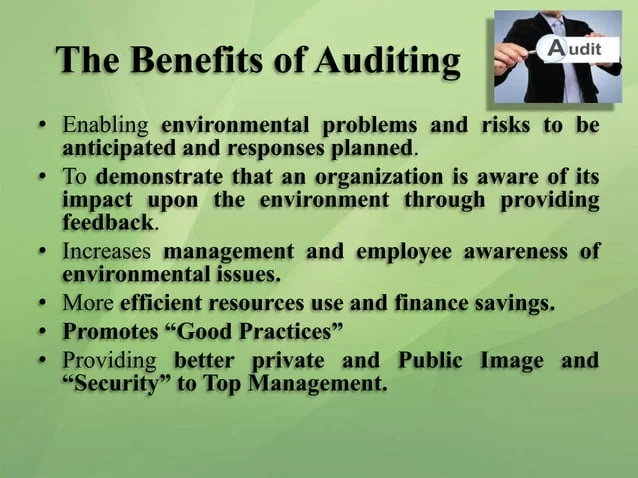 The Benefits of Auditing
Audit
• Enabling environmental problems and risks to be
anticipated and responses planned.
• To demonstrate that an organization is aware of its
impact upon the environment through providing
feedback.
• Increases management and employee awareness of
environmental issues.
• More efficient resources use and finance savings.
• Promotes “Good Practices”
• Providing better private and Public Image and
“Security” to Top Management.